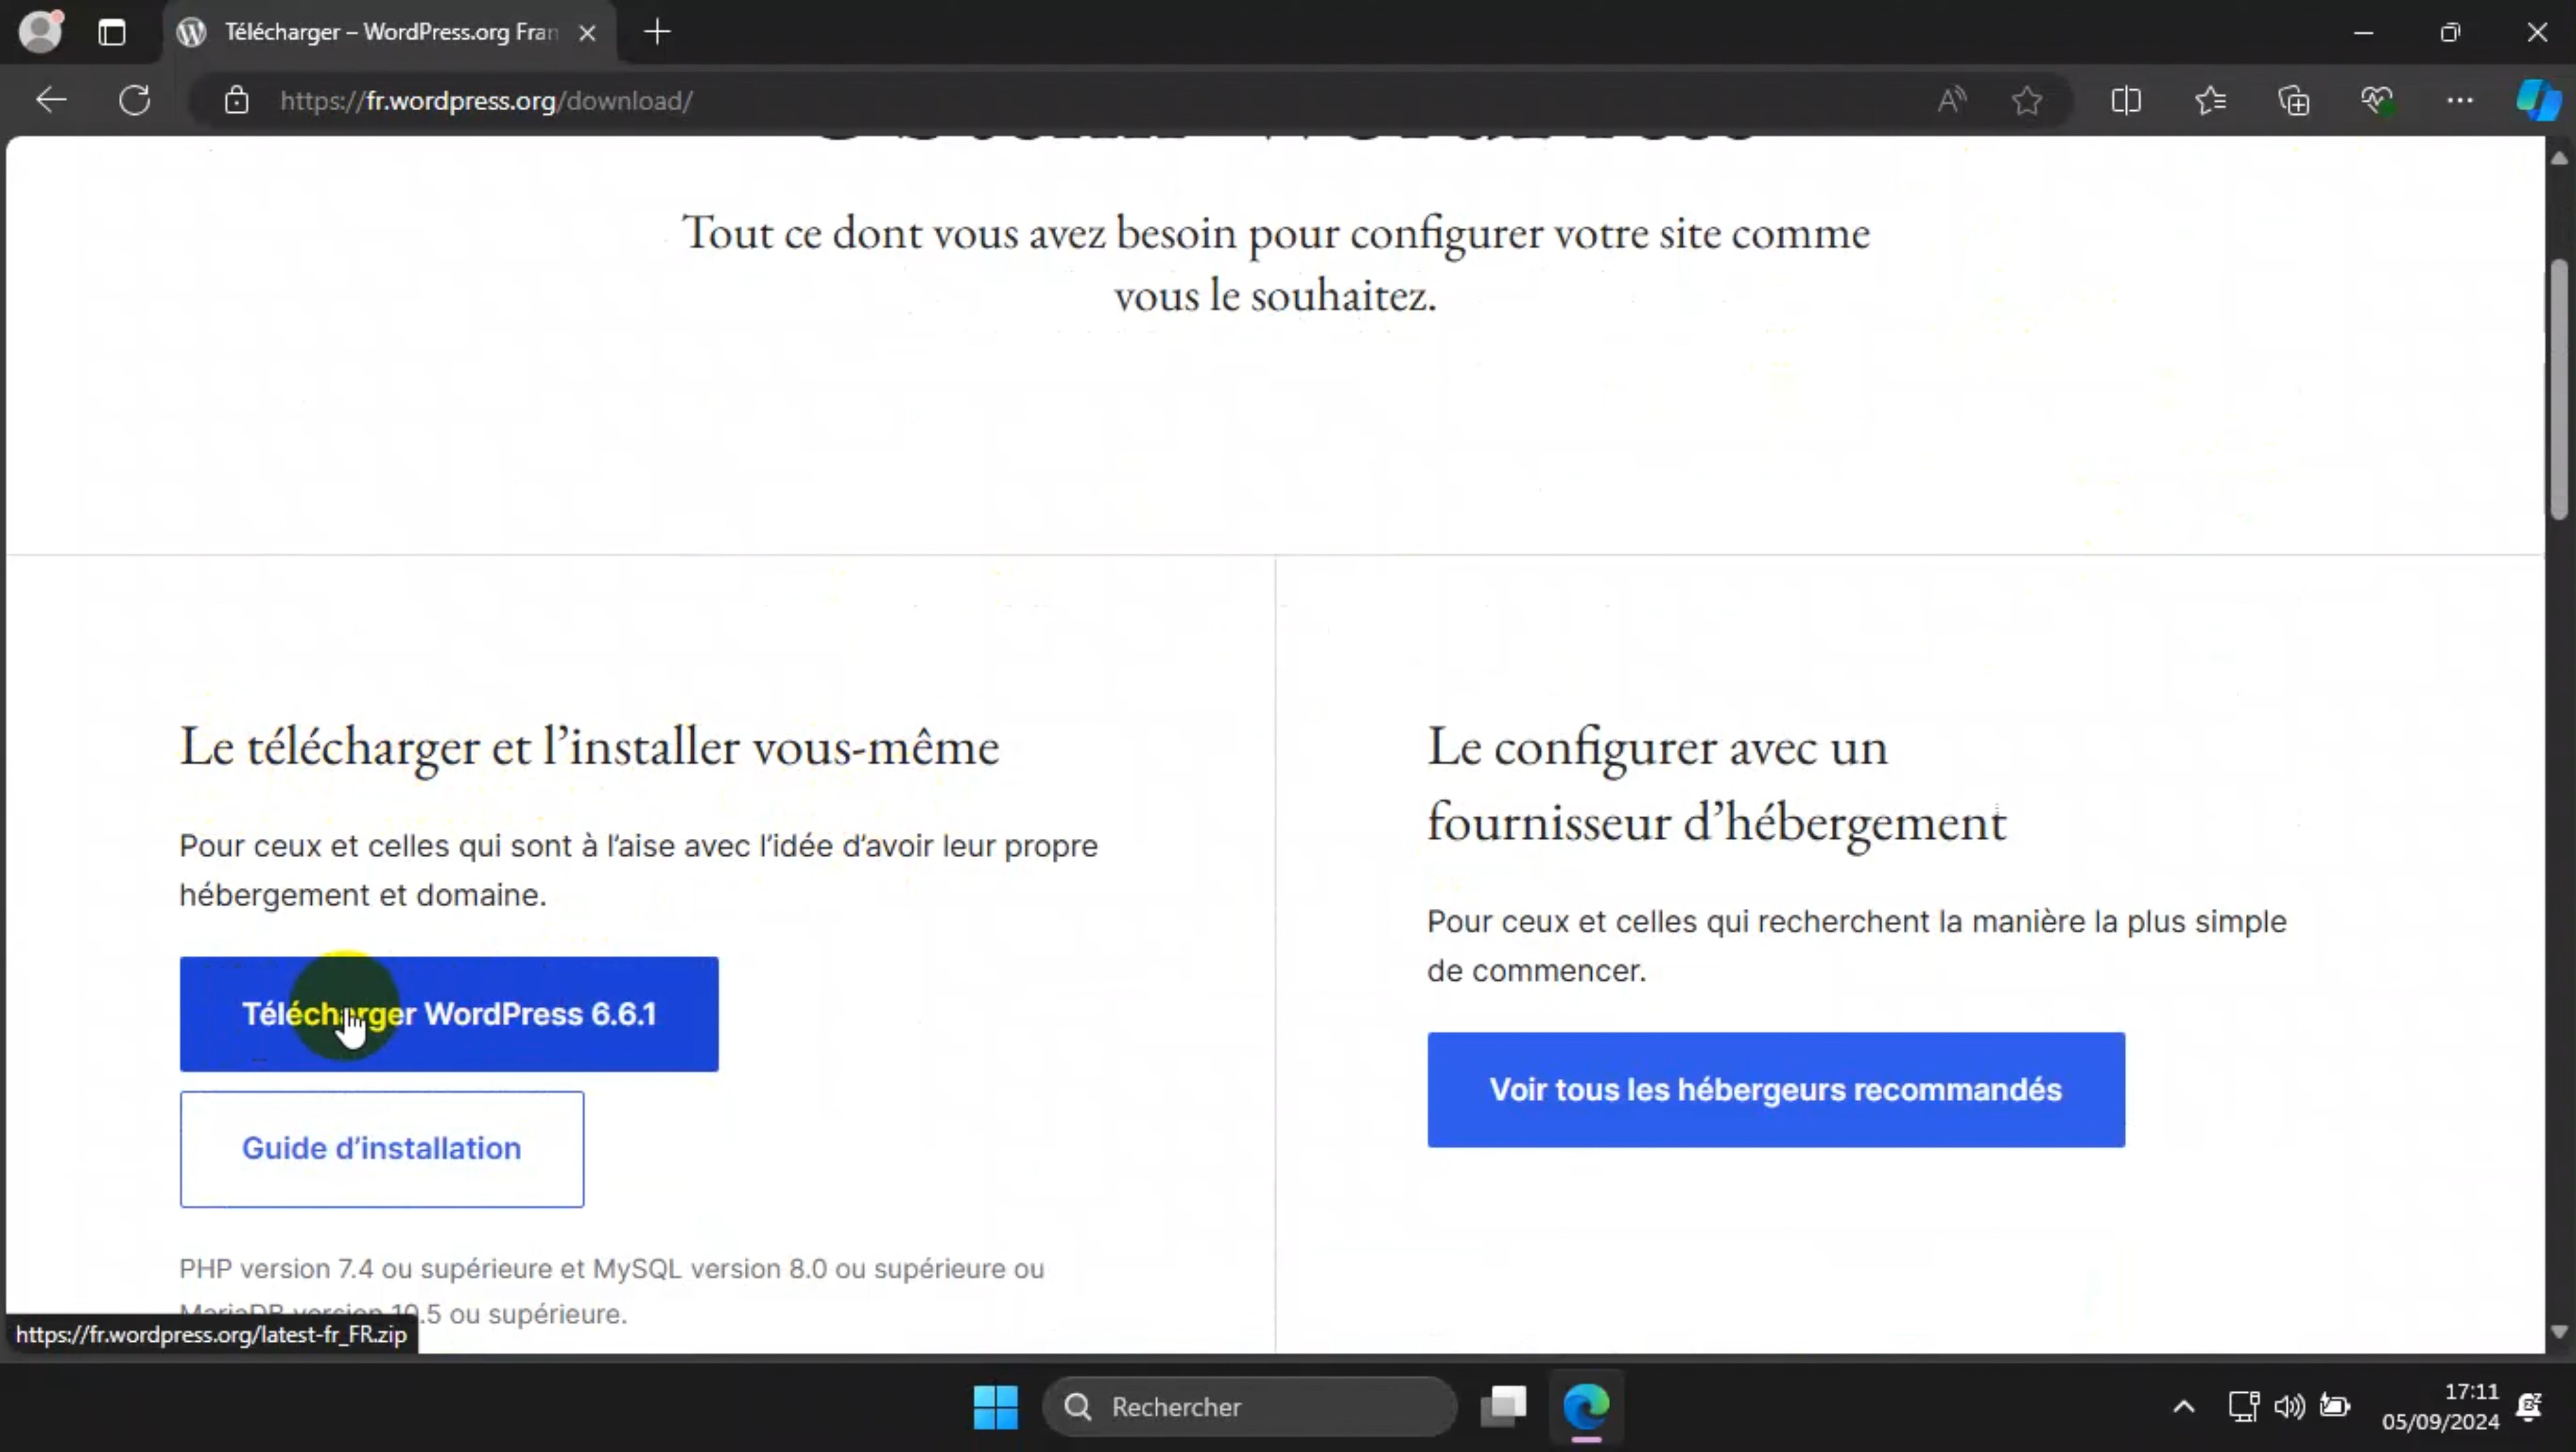 Télécharger – WordPress.org Fran
https://fr.wordpress.org/download/
Tout ce dont vous avez besoin pour configurer votre site comme
vous le souhaitez.
Le télécharger et l’installer vous-même
Pour ceux et celles qui sont à l’aise avec l’idée d’avoir leur propre
hébergement et domaine.
Télécharger WordPress 6.6.1
Guide d’installation
PHP version 7.4 ou supérieure et MySQL version 8.0 ou supérieure ou
MariaDB version 10.5 ou supérieure.
Le configurer avec un
fournisseur d’hébergement
Pour ceux et celles qui recherchent la manière la plus simple
de commencer.
Voir tous les hébergeurs recommandés
https://fr.wordpress.org/latest-fr_FR.zip
Rechercher
17:11
05/09/2024